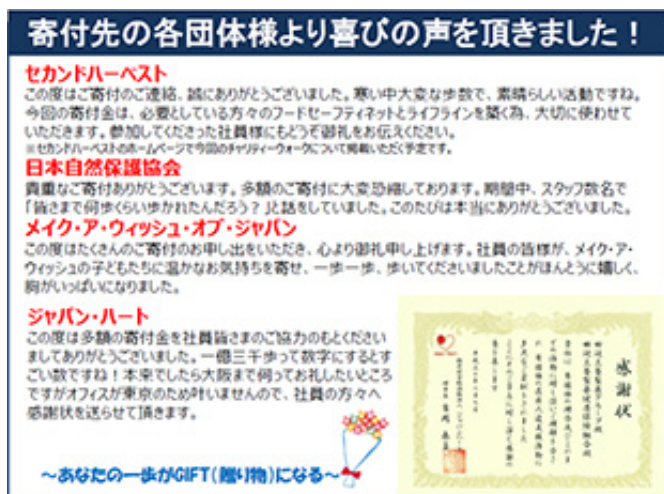 寄付先の各団体様より喜びの声を頂きました！
セカンドハーベスト
この度はご寄付のご連絡、誠にありがとうございました。寒い中大変な歩数で、素晴らしい活動ですね。
今回の寄付金は、必要としている方々のフードセーフティネットとライフラインを築く為、大切に使わせて
いただきます。参加してくださった社員様にもどうぞ御礼をお伝えください。
※セカンドハーベストのホームページで今回のチャリティーウォークについて掲載いただく予定です。
日本自然保護協会
貴重なご寄付ありがとうございます。多額のご寄付に大変恐縮しております。期間中、スタッフ数名で
「皆さまで何歩くらい歩かれたんだろう？」と話をしていました。このたびは本当にありがとうございました。
メイク・ア・ウィッシュ・オブ・ジャパン
この度はたくさんのご寄付のお申し出をいただき、心より御礼申し上げます。社員の皆様が、メイク・ア・
ウィッシュの子どもたちに温かなお気持ちを寄せ、一歩一歩、歩いてくださいましたことがほんとうに嬉しく、
胸がいっぱいになりました。
ジャパン・ハート
この度は多額の寄付金を社員皆さまのご協力のもとください
ましてありがとうございました。一億三千歩って数字にするとす
ごい数ですね！本来でしたら大阪まで伺ってお礼したいところ
ですがオフィスが東京のため叶いませんので、社員の方々へ
感謝状を送らせて頂きます。
～あなたの一歩がGIFT(贈り物)になる～
感謝状